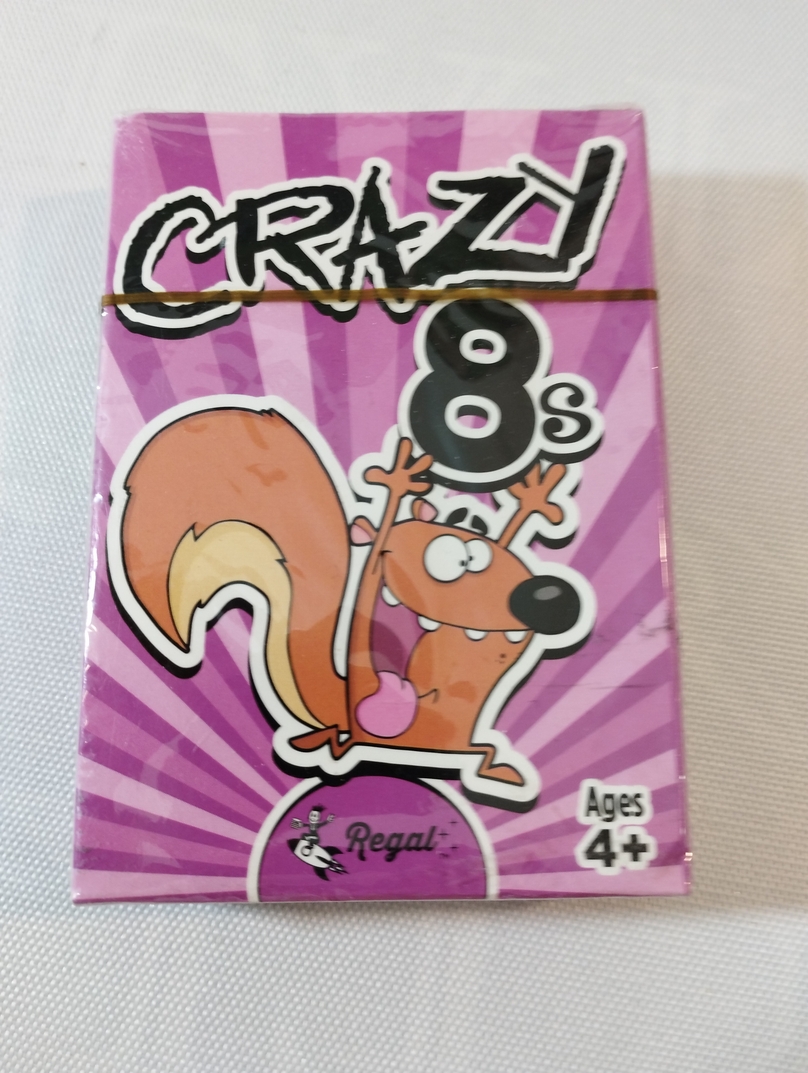 CRAZY
8s
Regal
Ages
4+